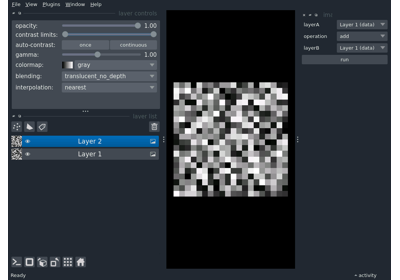 File View Plugins Window Help
layer controls
opacity: 1.00
contrast limits:
auto-contrast: once continuous
gamma: 1.00
colormap: gray
blending: translucent_no_depth
interpolation: nearest
layer list
Layer 2
Layer 1
layerA Layer 1 (data)
operation add
layerB Layer 1 (data)
run
Ready
activity